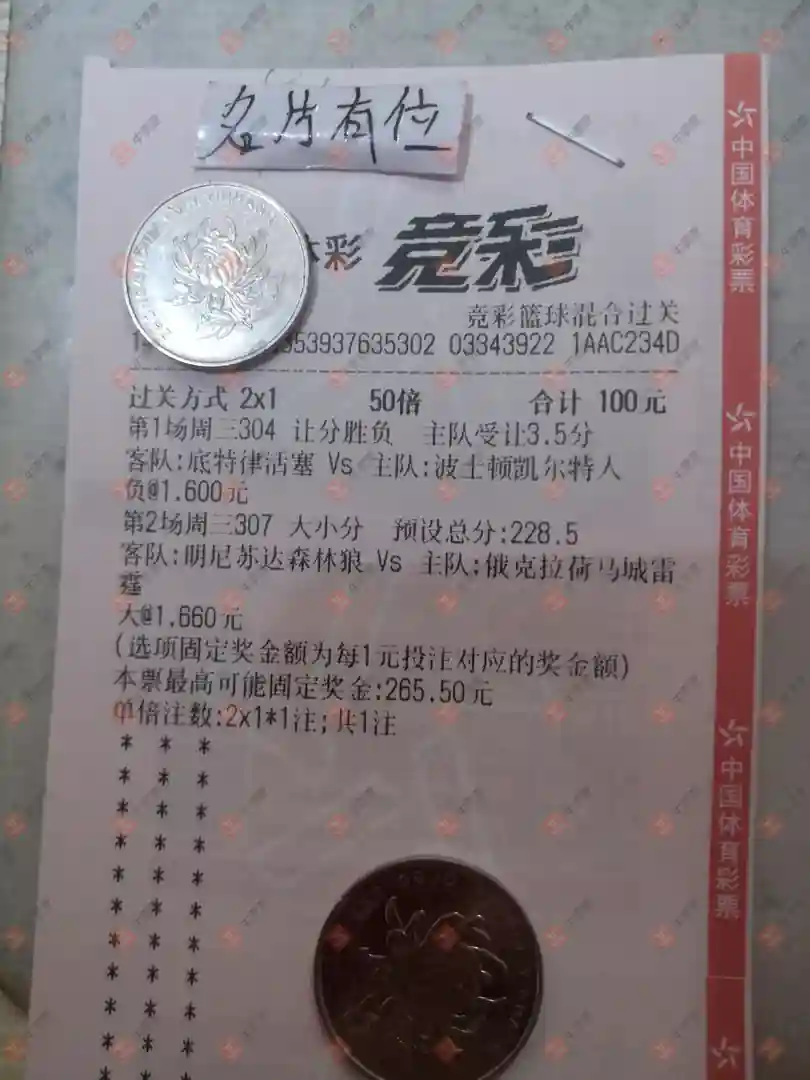 名片有位
体彩 竞彩
竞彩篮球混合过关
353937635302 03343922 1AAC234D
过关方式 2x1 50倍 合计 100元
第1场周三304 让分胜负 主队受让3.5分
客队:底特律活塞 Vs 主队:波士顿凯尔特人
负@1.600元
第2场周三307 大小分 预设总分:228.5
客队:明尼苏达森林狼 Vs 主队:俄克拉荷马城雷
霆
大@1.660元
(选项固定奖金额为每1元投注对应的奖金额)
本票最高可能固定奖金:265.50元
单倍注数:2x1*1注;共1注
中国体育彩票
中国体育彩票
中国体育彩票